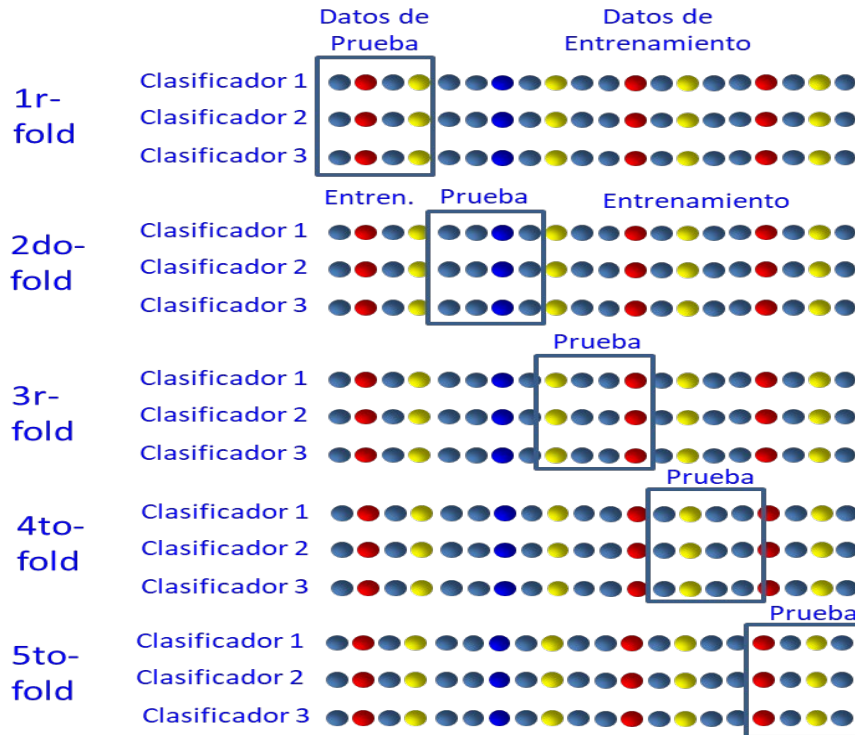 Datos de
Prueba
Datos de
Entrenamiento
1r-
fold
Clasificador 1
Clasificador 2
Clasificador 3
Entren.
Prueba
Entrenamiento
2do-
fold
Clasificador 1
Clasificador 2
Clasificador 3
Prueba
3r-
fold
Clasificador 1
Clasificador 2
Clasificador 3
Prueba
4to-
fold
Clasificador 1
Clasificador 2
Clasificador 3
Prueba
5to-
fold
Clasificador 1
Clasificador 2
Clasificador 3